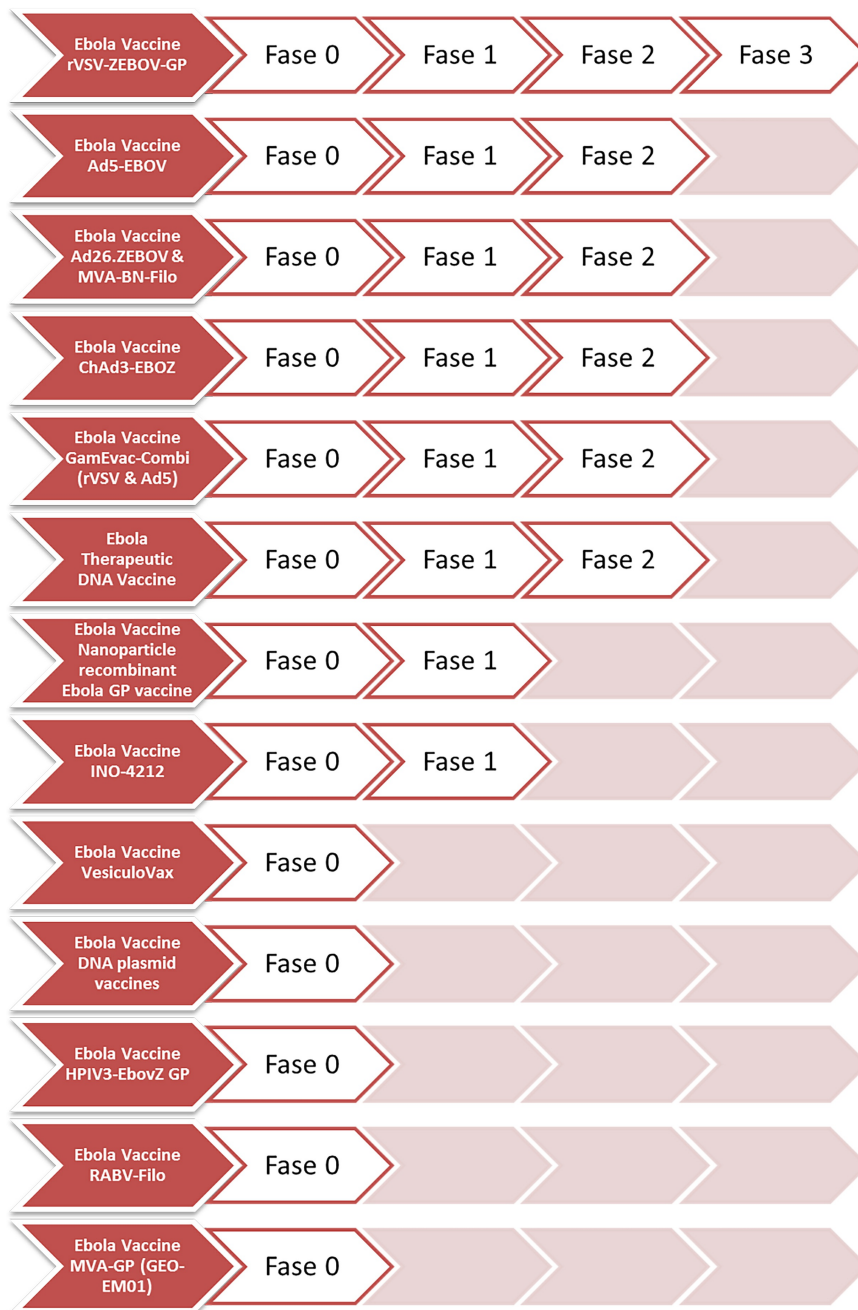 Ebola Vaccine
rVSV-ZEBOV-GP
Fase 0
Fase 1
Fase 2
Fase 3
Ebola Vaccine
Ad5-EBOV
Fase 0
Fase 1
Fase 2
Ebola Vaccine
Ad26.ZEBOV &
MVA-BN-Filo
Fase 0
Fase 1
Fase 2
Ebola Vaccine
ChAd3-EBOZ
Fase 0
Fase 1
Fase 2
Ebola Vaccine
GamEvac-Combi
(rVSV & Ad5)
Fase 0
Fase 1
Fase 2
Ebola
Therapeutic
DNA Vaccine
Fase 0
Fase 1
Fase 2
Ebola Vaccine
Nanoparticle
recombinant
Ebola GP vaccine
Fase 0
Fase 1
Ebola Vaccine
INO-4212
Fase 0
Fase 1
Ebola Vaccine
VesiculoVax
Fase 0
Ebola Vaccine
DNA plasmid
vaccines
Fase 0
Ebola Vaccine
HPIV3-EbovZ GP
Fase 0
Ebola Vaccine
RABV-Filo
Fase 0
Ebola Vaccine
MVA-GP (GEO-
EM01)
Fase 0